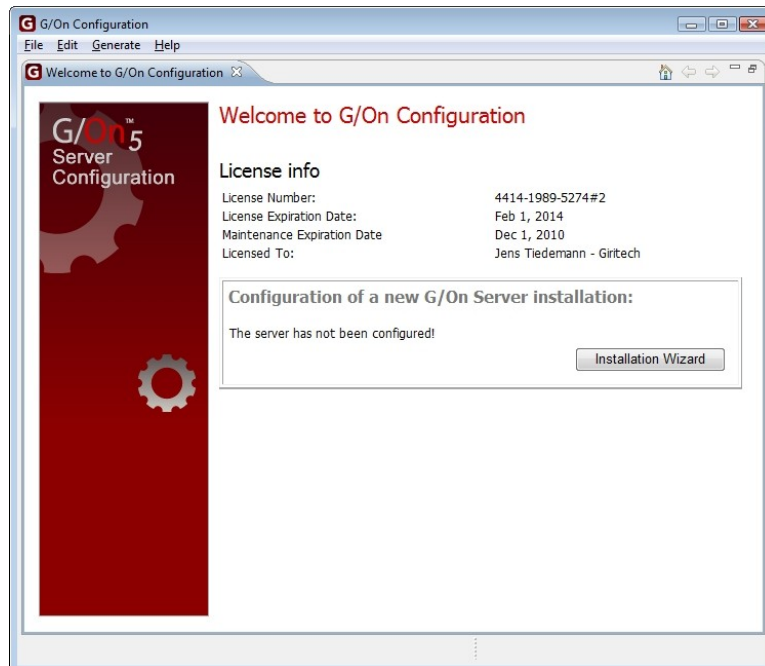 G/On Configuration
File Edit Generate Help
Welcome to G/On Configuration
G/On™5
Server
Configuration
Welcome to G/On Configuration
License info
License Number: 4414-1989-5274#2
License Expiration Date: Feb 1, 2014
Maintenance Expiration Date Dec 1, 2010
Licensed To: Jens Tiedemann - Giritech
Configuration of a new G/On Server installation:
The server has not been configured!
Installation Wizard